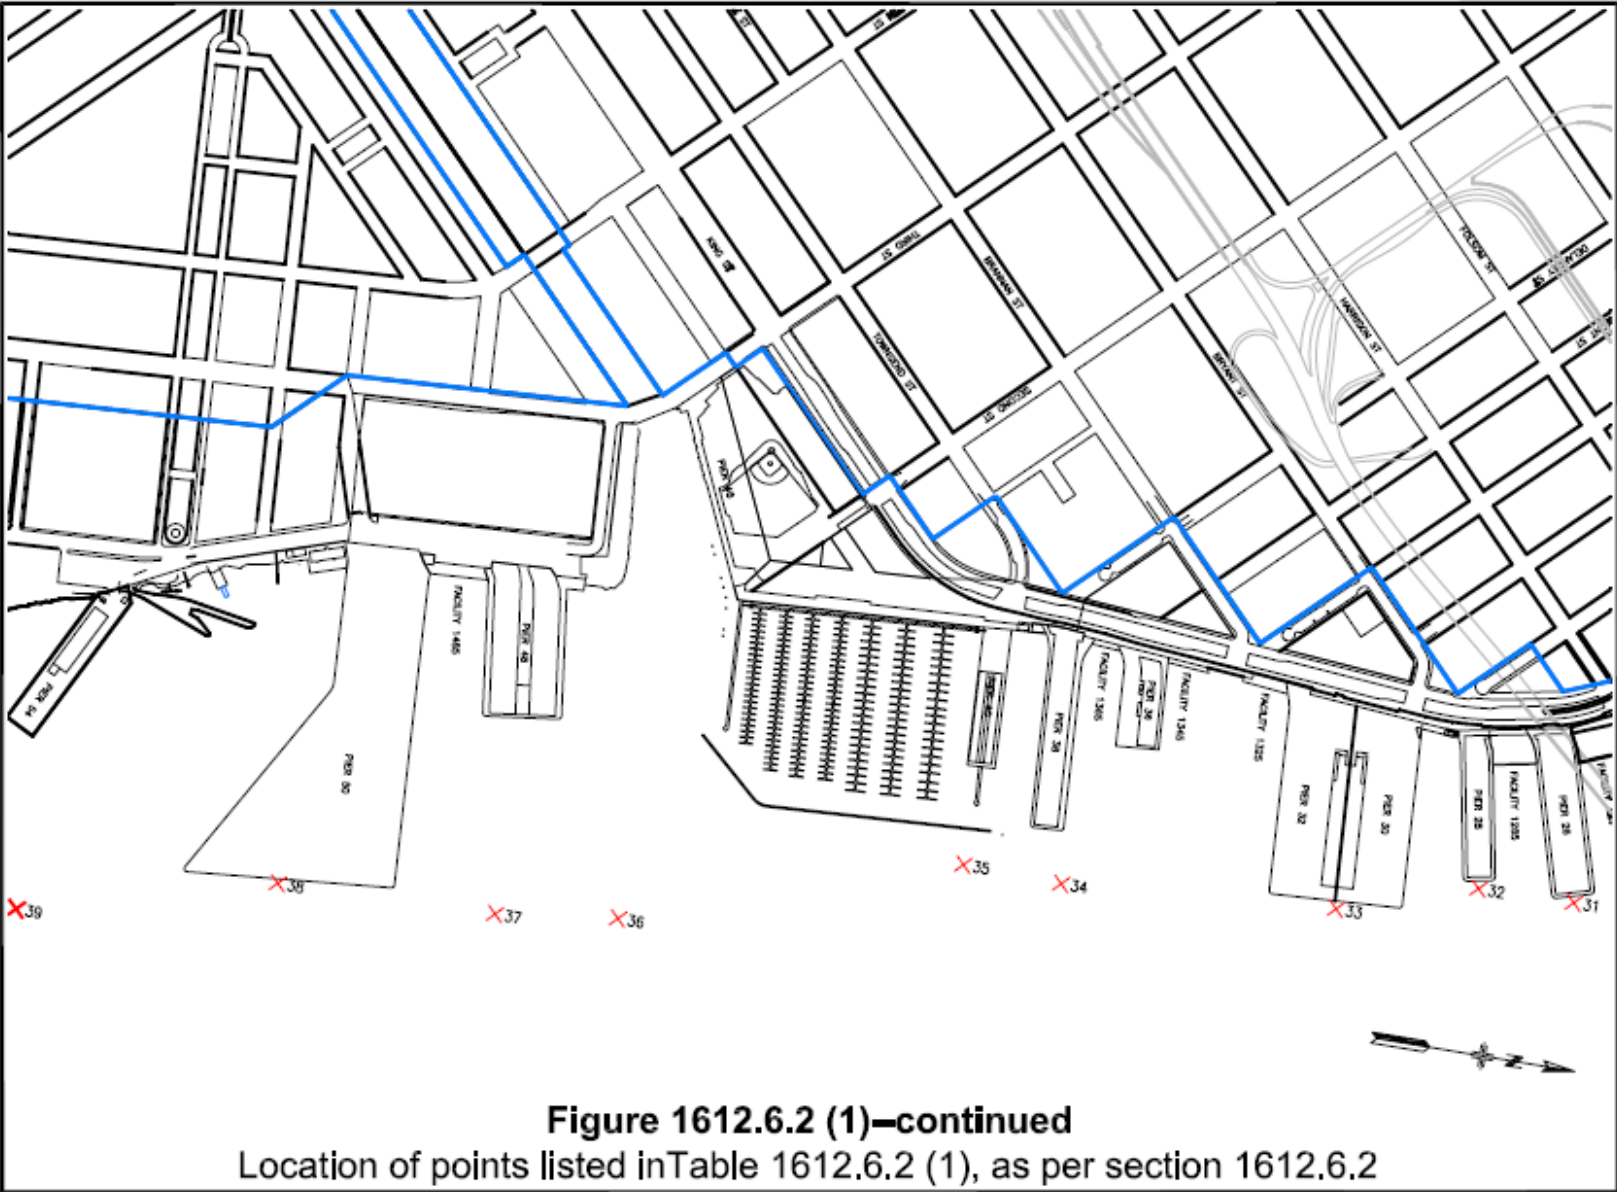 KING ST
THIRD ST
BRANNAN ST
TOWNSEND ST
SECOND ST
BRYANT ST
HARRISON ST
FOLSOM ST
FACILITY 1485
PIER 48
PIER 54
PIER 50
PIER 38
FACILITY 1365
PIER 36
FACILITY 1345
FACILITY 1325
PIER 32
PIER 30
PIER 28
FACILITY 1285
PIER 26
35
34
38
39
37
36
33
32
31
N
Figure 1612.6.2 (1)–continued
Location of points listed inTable 1612.6.2 (1), as per section 1612.6.2